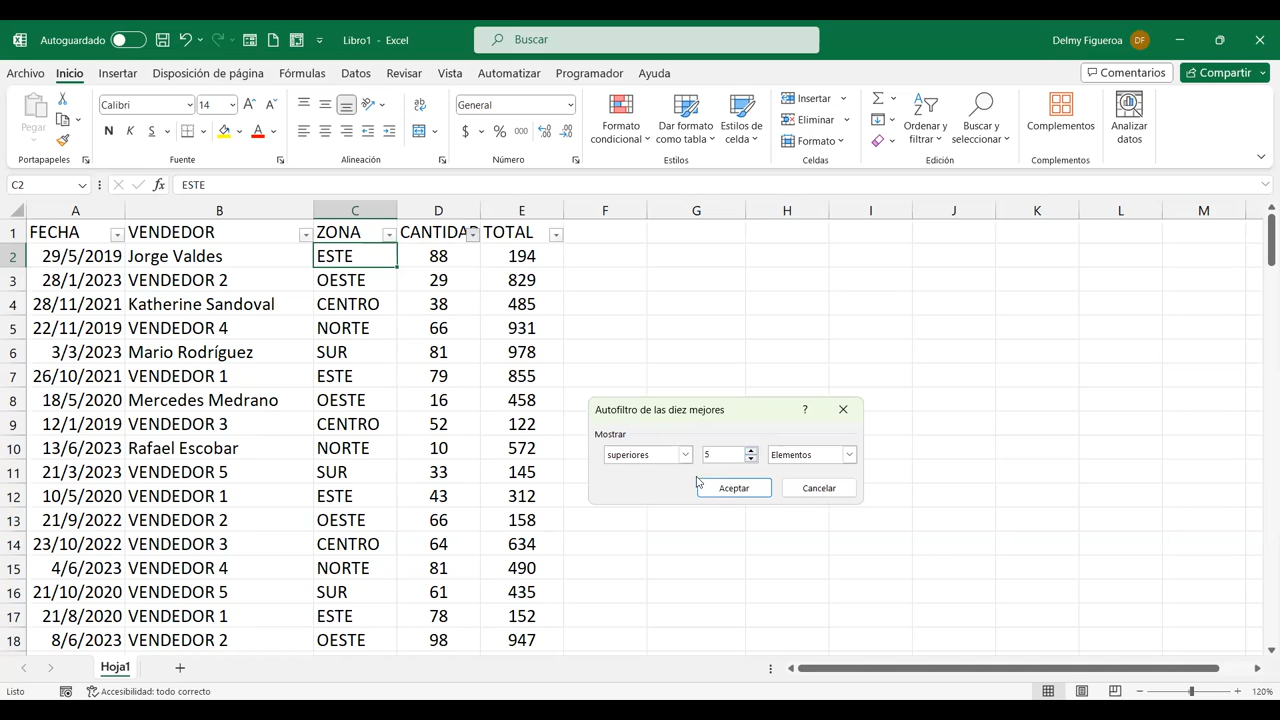 Autoguardado
Libro1 - Excel
Buscar
Delmy Figueroa DF
Archivo Inicio Insertar Disposición de página Fórmulas Datos Revisar Vista Automatizar Programador Ayuda
Comentarios Compartir
Pegar
Portapapeles
Calibri 14
N K S
Fuente
Alineación
General
$ % 000
Número
Formato condicional
Dar formato como tabla
Estilos de celda
Estilos
Insertar
Eliminar
Formato
Celdas
Ordenar y filtrar
Buscar y seleccionar
Edición
Complementos
Complementos
Analizar datos
C2 fx ESTE
A B C D E F G H I J K L M
1 FECHA VENDEDOR ZONA CANTIDAD TOTAL
2 29/5/2019 Jorge Valdes ESTE 88 194
3 28/1/2023 VENDEDOR 2 OESTE 29 829
4 28/11/2021 Katherine Sandoval CENTRO 38 485
5 22/11/2019 VENDEDOR 4 NORTE 66 931
6 3/3/2023 Mario Rodríguez SUR 81 978
7 26/10/2021 VENDEDOR 1 ESTE 79 855
8 18/5/2020 Mercedes Medrano OESTE 16 458
9 12/1/2019 VENDEDOR 3 CENTRO 52 122
10 13/6/2023 Rafael Escobar NORTE 10 572
11 21/3/2023 VENDEDOR 5 SUR 33 145
12 10/5/2020 VENDEDOR 1 ESTE 43 312
13 21/9/2022 VENDEDOR 2 OESTE 66 158
14 23/10/2022 VENDEDOR 3 CENTRO 64 634
15 4/6/2023 VENDEDOR 4 NORTE 81 490
16 21/10/2020 VENDEDOR 5 SUR 61 435
17 21/8/2020 VENDEDOR 1 ESTE 78 152
18 8/6/2023 VENDEDOR 2 OESTE 98 947
Autofiltro de las diez mejores ?
Mostrar
superiores 5 Elementos
Aceptar Cancelar
Hoja1
Listo Accesibilidad: todo correcto
120%